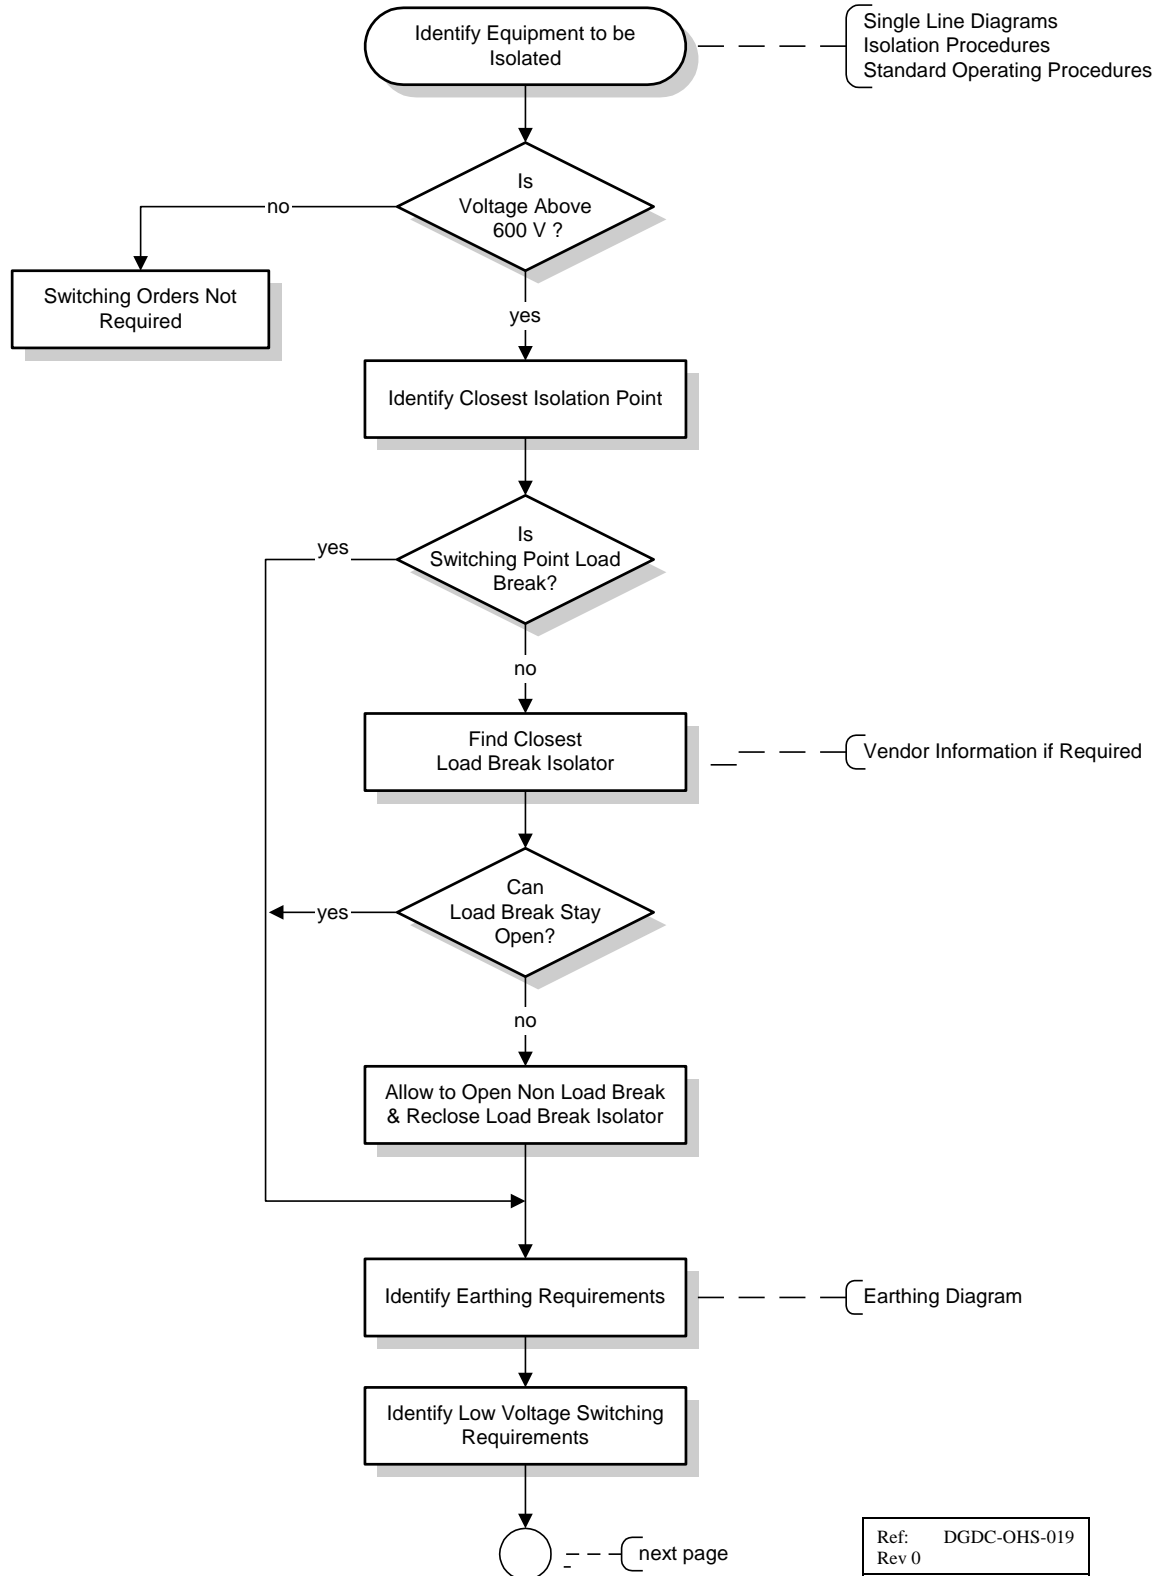 Identify Equipment to be
Isolated
Single Line Diagrams
Isolation Procedures
Standard Operating Procedures
Is
Voltage Above
600 V ?
no
Switching Orders Not
Required
yes
Identify Closest Isolation Point
Is
Switching Point Load
Break?
yes
no
Find Closest
Load Break Isolator
Vendor Information if Required
Can
Load Break Stay
Open?
yes
no
Allow to Open Non Load Break
& Reclose Load Break Isolator
Identify Earthing Requirements
Earthing Diagram
Identify Low Voltage Switching
Requirements
next page
Ref: DGDC-OHS-019
Rev 0